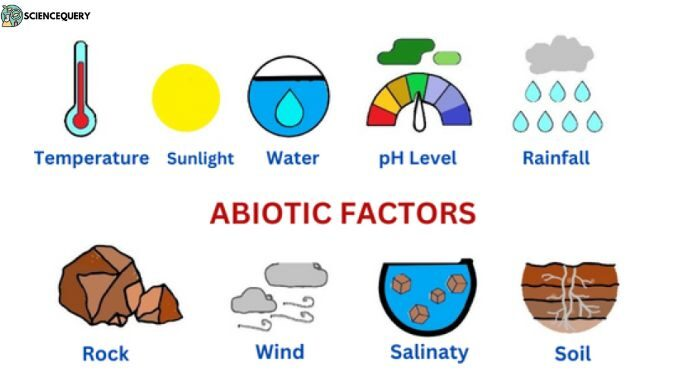 SCIENCEQUERY
Temperature Sunlight Water pH Level Rainfall
ABIOTIC FACTORS
Rock Wind Salinaty Soil